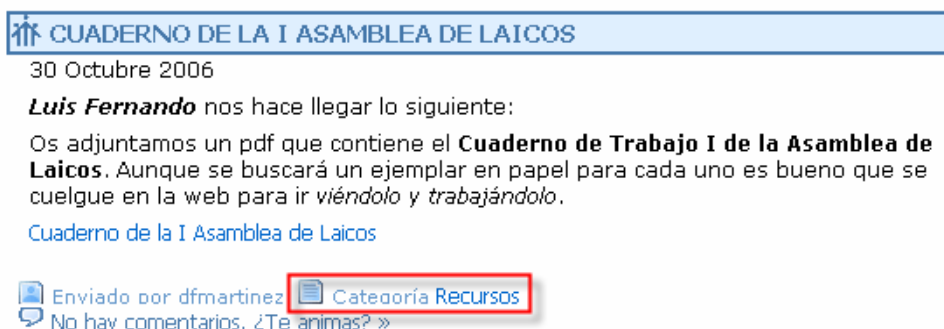 CUADERNO DE LA I ASAMBLEA DE LAICOS
30 Octubre 2006
Luis Fernando nos hace llegar lo siguiente:
Os adjuntamos un pdf que contiene el Cuaderno de Trabajo I de la Asamblea de
Laicos. Aunque se buscará un ejemplar en papel para cada uno es bueno que se
cuelgue en la web para ir viéndolo y trabajándolo.
Cuaderno de la I Asamblea de Laicos
Enviado por dfmartinez Categoría Recursos
No hay comentarios. ¿Te animas? »